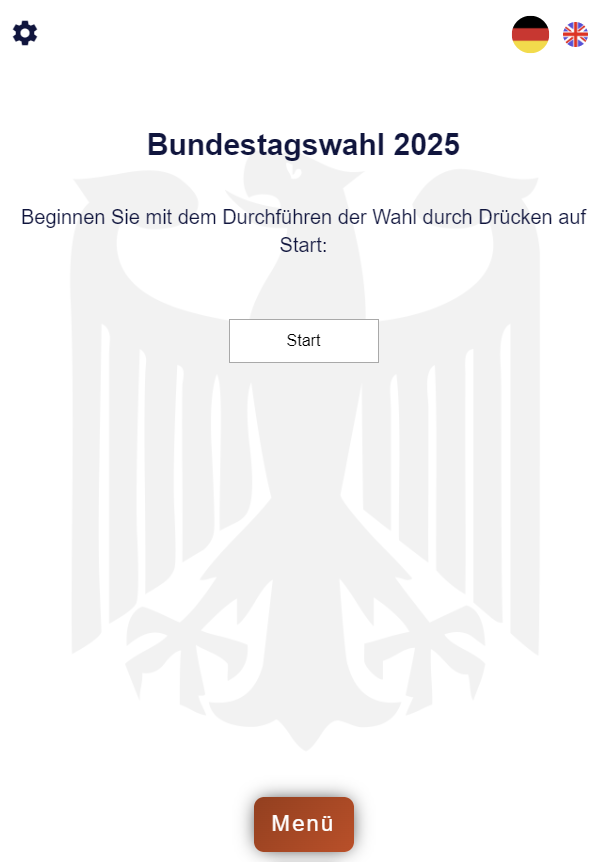 Bundestagswahl 2025
Beginnen Sie mit dem Durchführen der Wahl durch Drücken auf
Start:
Start
Menü